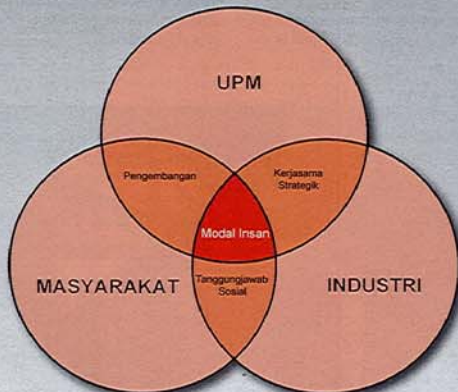 UPM
Pengembangan
Kerjasama
Strategik
Modal Insan
MASYARAKAT
Tanggungjawab
Sosial
INDUSTRI